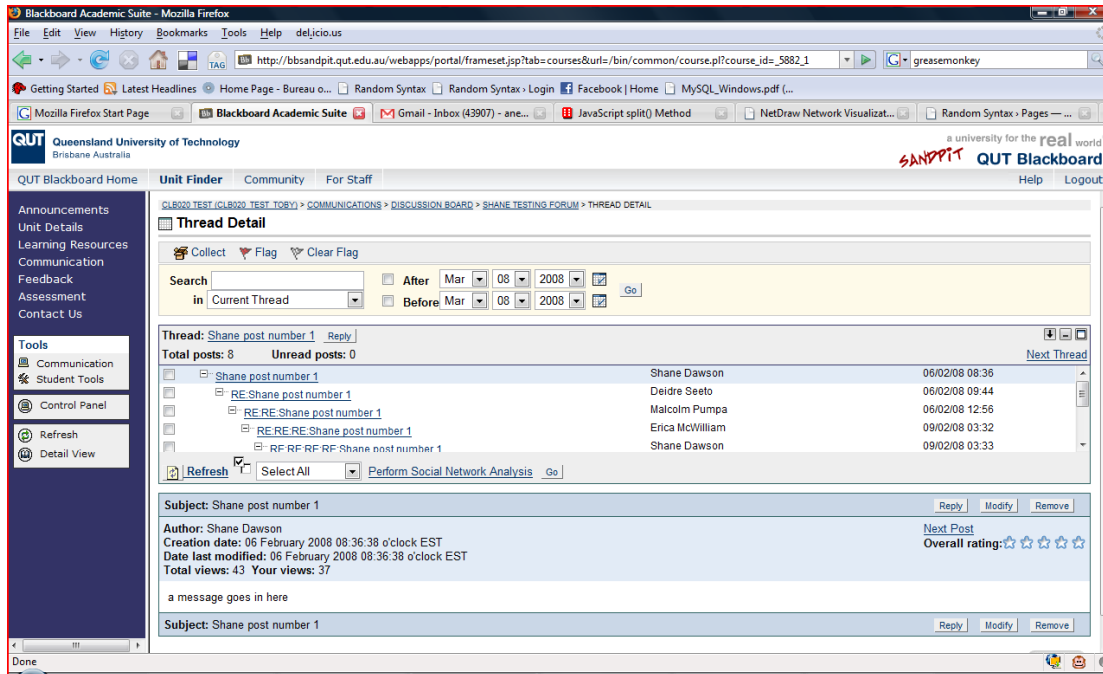 Blackboard Academic Suite - Mozilla Firefox
File Edit View History Bookmarks Tools Help del.icio.us
TAG http://bbsandpit.qut.edu.au/webapps/portal/frameset.jsp?tab=courses&url=/bin/common/course.pl?course_id=_5882_1 G greasemonkey
Getting Started Latest Headlines Home Page - Bureau o... Random Syntax Random Syntax › Login Facebook | Home MySQL_Windows.pdf (...
Mozilla Firefox Start Page Blackboard Academic Suite Gmail - Inbox (43907) - ane... JavaScript split() Method NetDraw Network Visualizat... Random Syntax › Pages — ...
QUT Queensland University of Technology
Brisbane Australia
a university for the real world
SANDPIT QUT Blackboard
QUT Blackboard Home Unit Finder Community For Staff Help Logout
Announcements
Unit Details
Learning Resources
Communication
Feedback
Assessment
Contact Us
Tools
Communication
Student Tools
Control Panel
Refresh
Detail View
CLB020 TEST (CLB020_TEST_TOBY) > COMMUNICATIONS > DISCUSSION BOARD > SHANE TESTING FORUM > THREAD DETAIL
Thread Detail
Collect Flag Clear Flag
Search After Mar 08 2008
in Current Thread Before Mar 08 2008 Go
Thread: Shane post number 1 Reply
Total posts: 8 Unread posts: 0 Next Thread
Shane post number 1 Shane Dawson 06/02/08 08:36
RE:Shane post number 1 Deidre Seeto 06/02/08 09:44
RE:RE:Shane post number 1 Malcolm Pumpa 06/02/08 12:56
RE:RE:RE:Shane post number 1 Erica McWilliam 09/02/08 03:32
RE:RE:RE:RE:Shane post number 1 Shane Dawson 09/02/08 03:33
Refresh Select All Perform Social Network Analysis Go
Subject: Shane post number 1 Reply Modify Remove
Author: Shane Dawson Next Post
Creation date: 06 February 2008 08:36:38 o'clock EST Overall rating:
Date last modified: 06 February 2008 08:36:38 o'clock EST
Total views: 43 Your views: 37
a message goes in here
Subject: Shane post number 1 Reply Modify Remove
Done